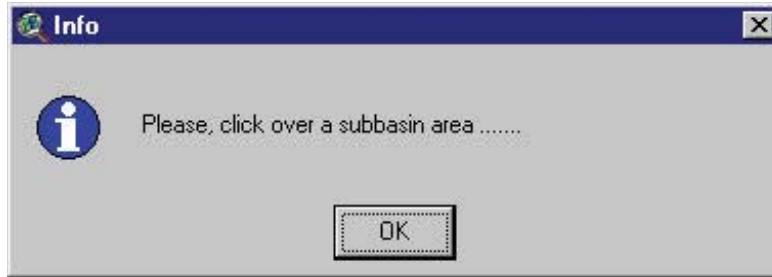 Info
Please, click over a subbasin area .......
OK